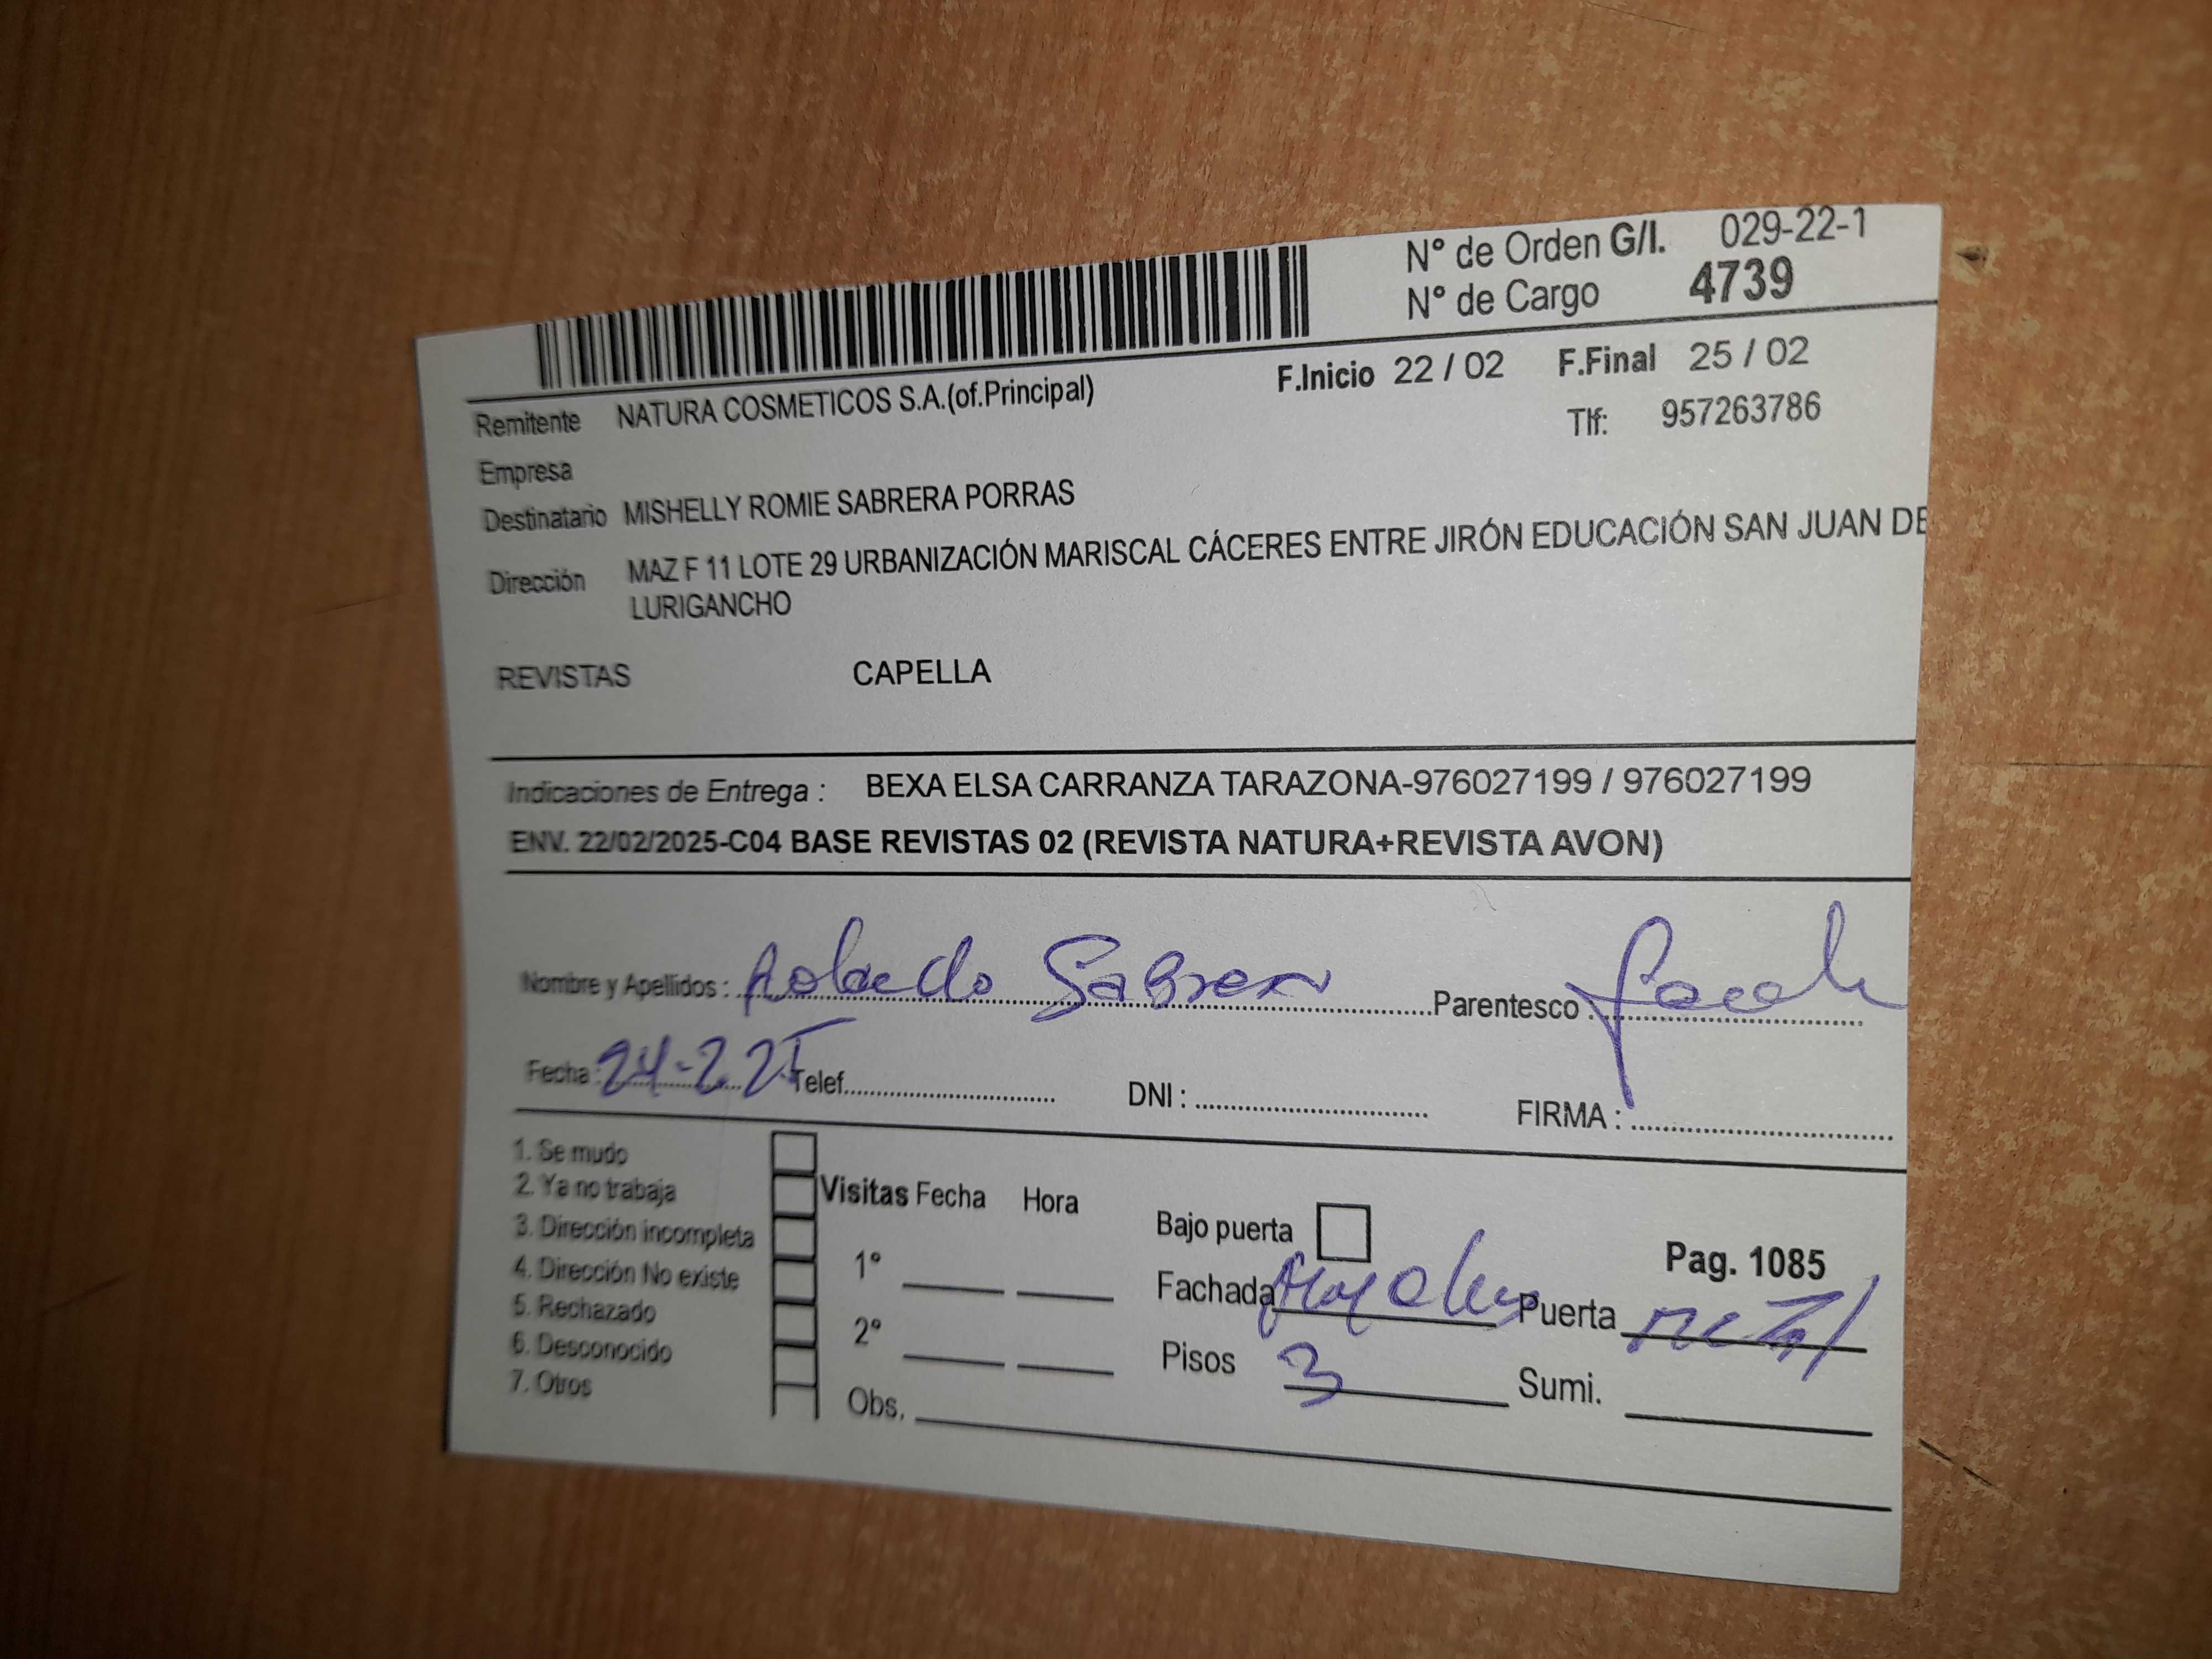 N° de Orden G/I. 029-22-1
N° de Cargo 4739
F.Inicio 22 / 02 F.Final 25 / 02
Remitente NATURA COSMETICOS S.A.(of.Principal)
Tlf: 957263786
Empresa
Destinatario MISHELLY ROMIE SABRERA PORRAS
Dirección MAZ F 11 LOTE 29 URBANIZACIÓN MARISCAL CÁCERES ENTRE JIRÓN EDUCACIÓN SAN JUAN DE
LURIGANCHO
REVISTAS CAPELLA
Indicaciones de Entrega : BEXA ELSA CARRANZA TARAZONA-976027199 / 976027199
ENV. 22/02/2025-C04 BASE REVISTAS 02 (REVISTA NATURA+REVISTA AVON)
Nombre y Apellidos : Parentesco :
Fecha : 24-2-25 Telef. DNI : FIRMA :
1. Se mudo
2. Ya no trabaja
3. Dirección incompleta
4. Dirección No existe
5. Rechazado
6. Desconocido
7. Otros
Visitas Fecha Hora
1°
2°
Obs.
Bajo puerta
Pag. 1085
Fachada Puerta
Pisos 3 Sumi.